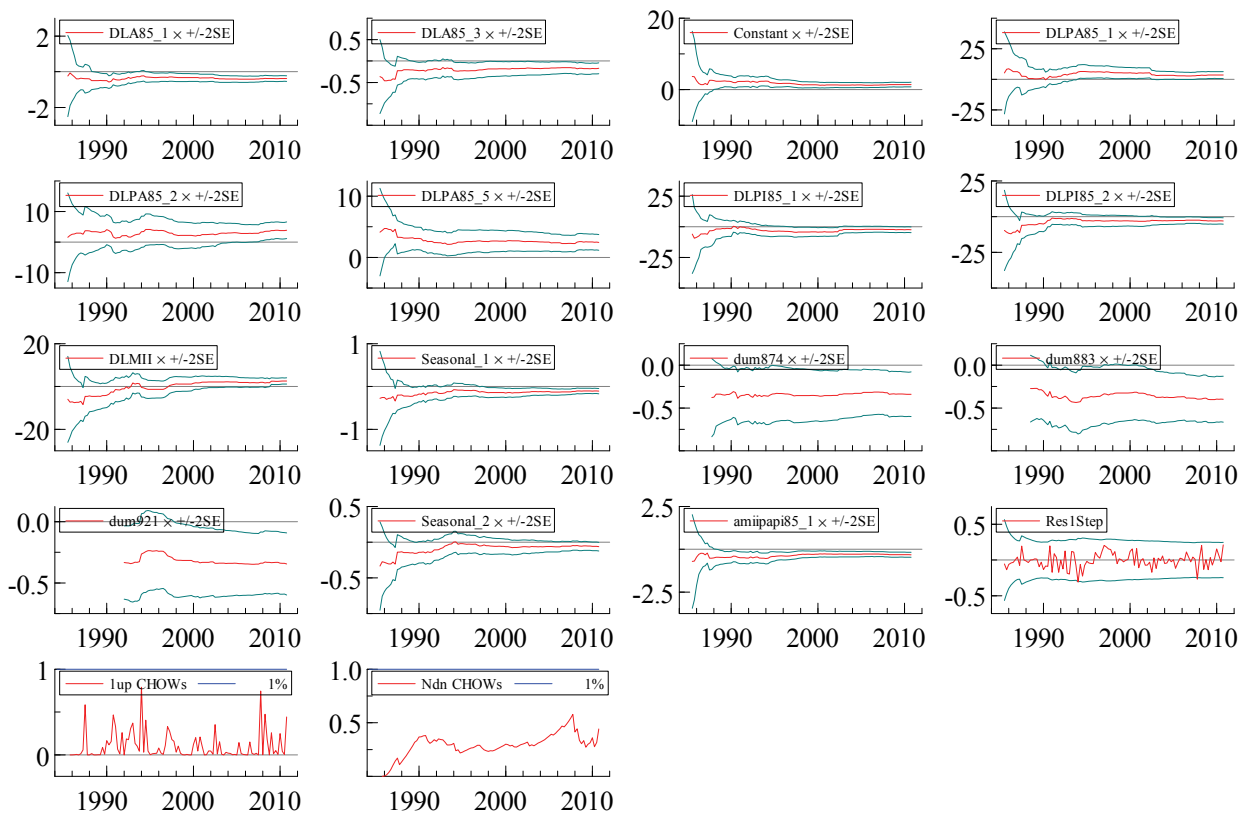 DLA85_1 × +/-2SE
2
0
-2
1990 2000 2010
DLA85_3 × +/-2SE
0.5
-0.5
1990 2000 2010
Constant × +/-2SE
20
0
1990 2000 2010
DLPA85_1 × +/-2SE
25
-25
1990 2000 2010
DLPA85_2 × +/-2SE
10
-10
1990 2000 2010
DLPA85_5 × +/-2SE
10
0
1990 2000 2010
DLPI85_1 × +/-2SE
25
-25
1990 2000 2010
DLPI85_2 × +/-2SE
25
-25
1990 2000 2010
DLMII × +/-2SE
20
-20
1990 2000 2010
Seasonal_1 × +/-2SE
1
-1
1990 2000 2010
dum874 × +/-2SE
0.0
-0.5
1990 2000 2010
dum883 × +/-2SE
0.0
-0.5
1990 2000 2010
dum921 × +/-2SE
0.0
-0.5
1990 2000 2010
Seasonal_2 × +/-2SE
0.5
-0.5
1990 2000 2010
amiipapi85_1 × +/-2SE
2.5
-2.5
1990 2000 2010
Res1Step
0.5
-0.5
1990 2000 2010
1up CHOWs 1%
1
0
1990 2000 2010
Ndn CHOWs 1%
1.0
0.5
1990 2000 2010